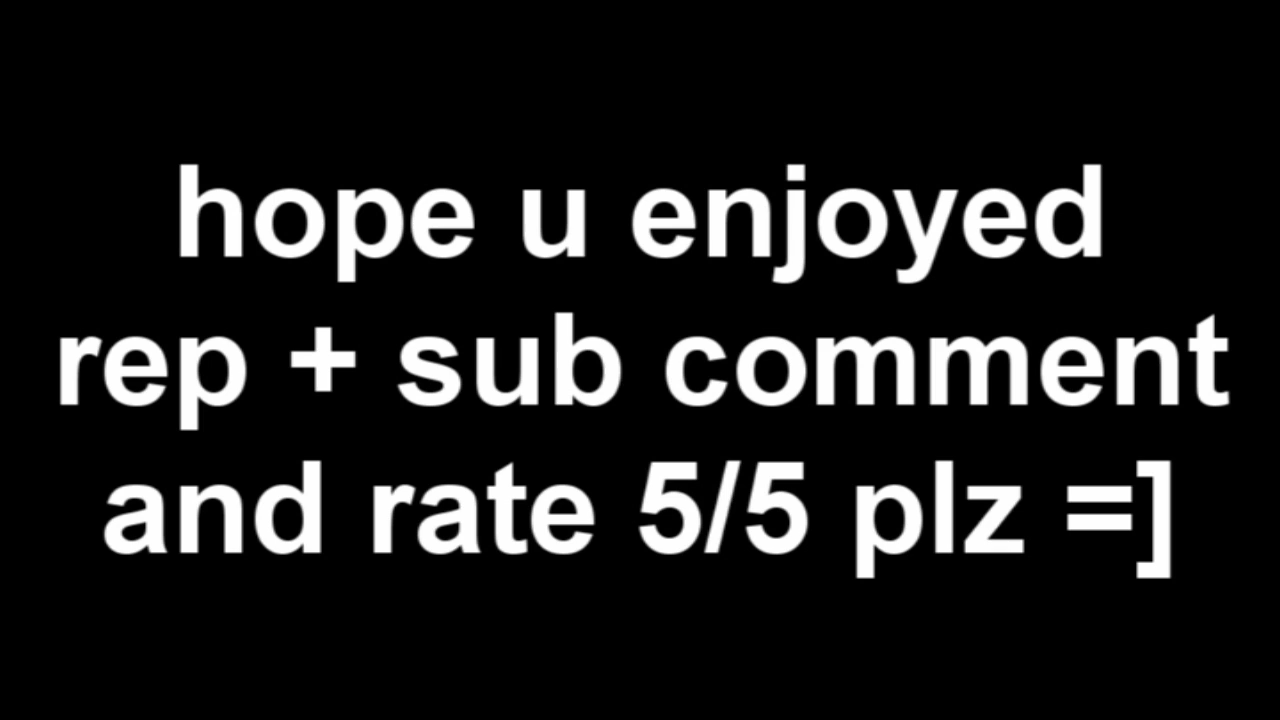 hope u enjoyed
rep + sub comment
and rate 5/5 plz =]